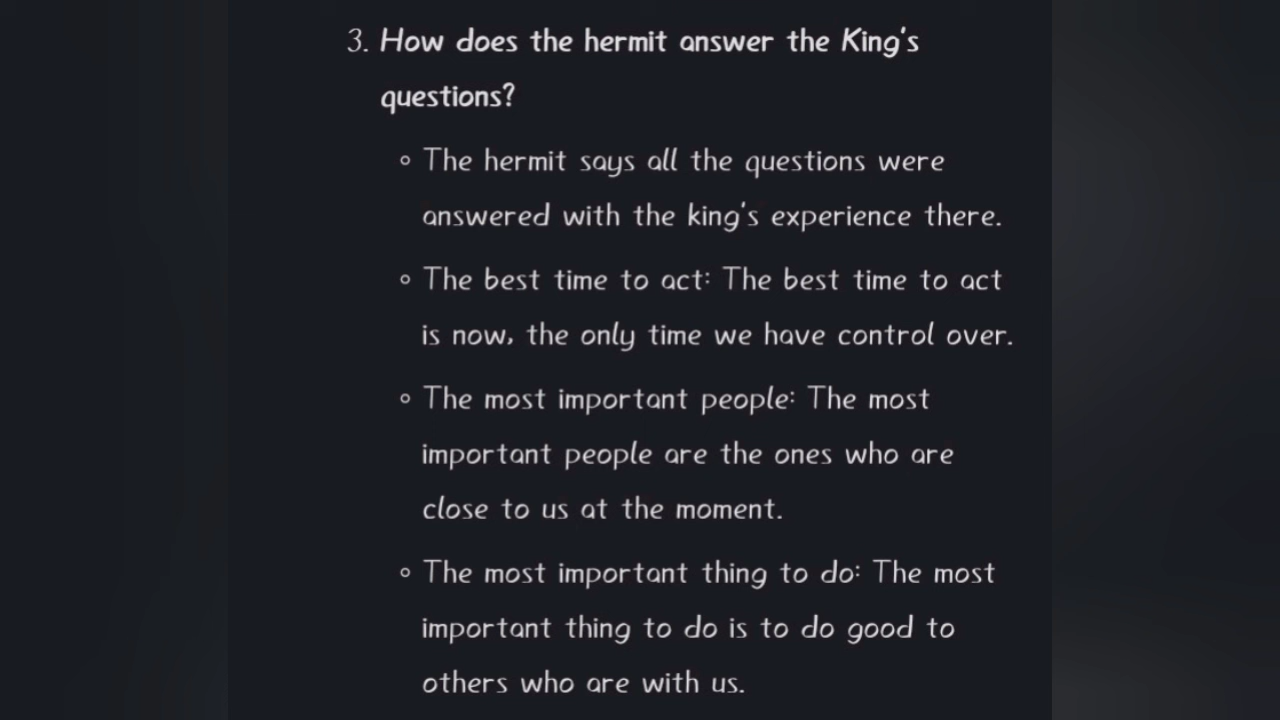 3. How does the hermit answer the King's
questions?
◦ The hermit says all the questions were
answered with the king's experience there.
◦ The best time to act: The best time to act
is now, the only time we have control over.
◦ The most important people: The most
important people are the ones who are
close to us at the moment.
◦ The most important thing to do: The most
important thing to do is to do good to
others who are with us.